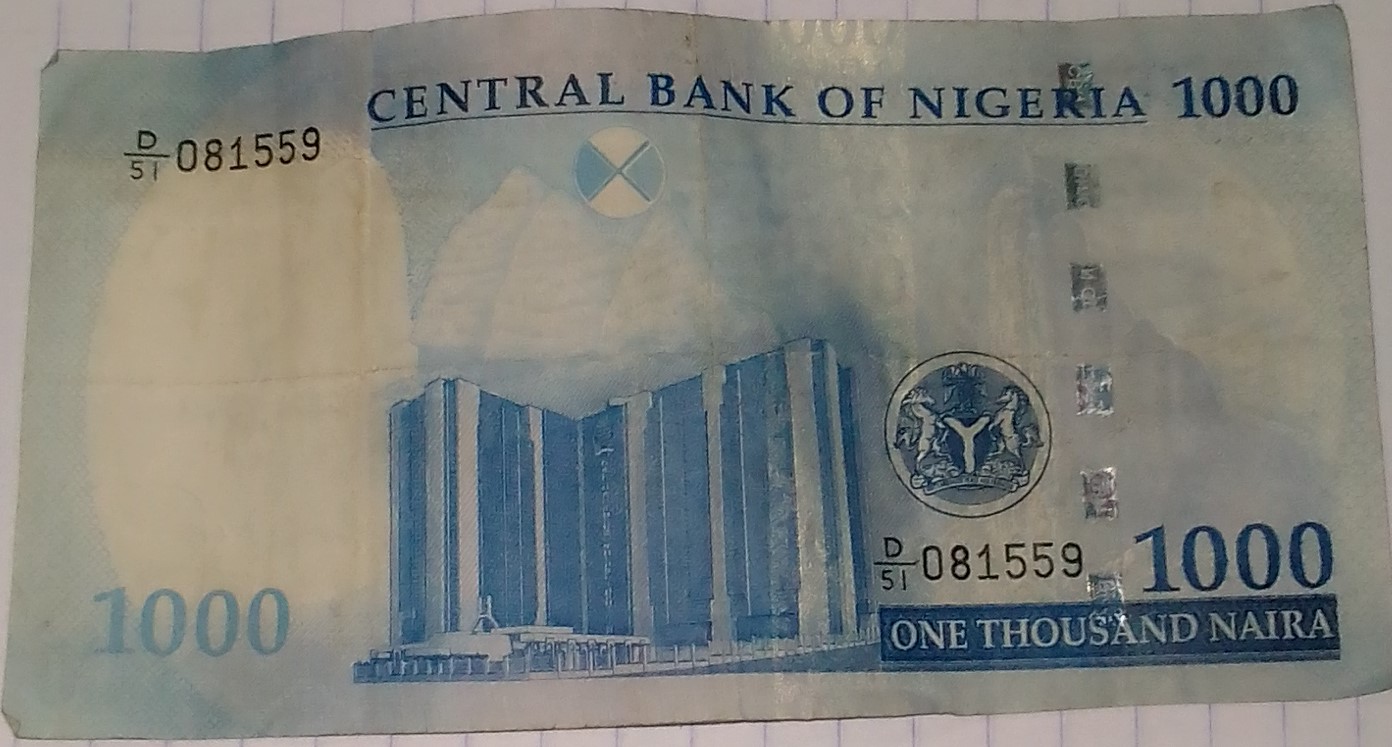 CENTRAL BANK OF NIGERIA 1000
D/51 081559
D/51 081559
1000
1000
ONE THOUSAND NAIRA